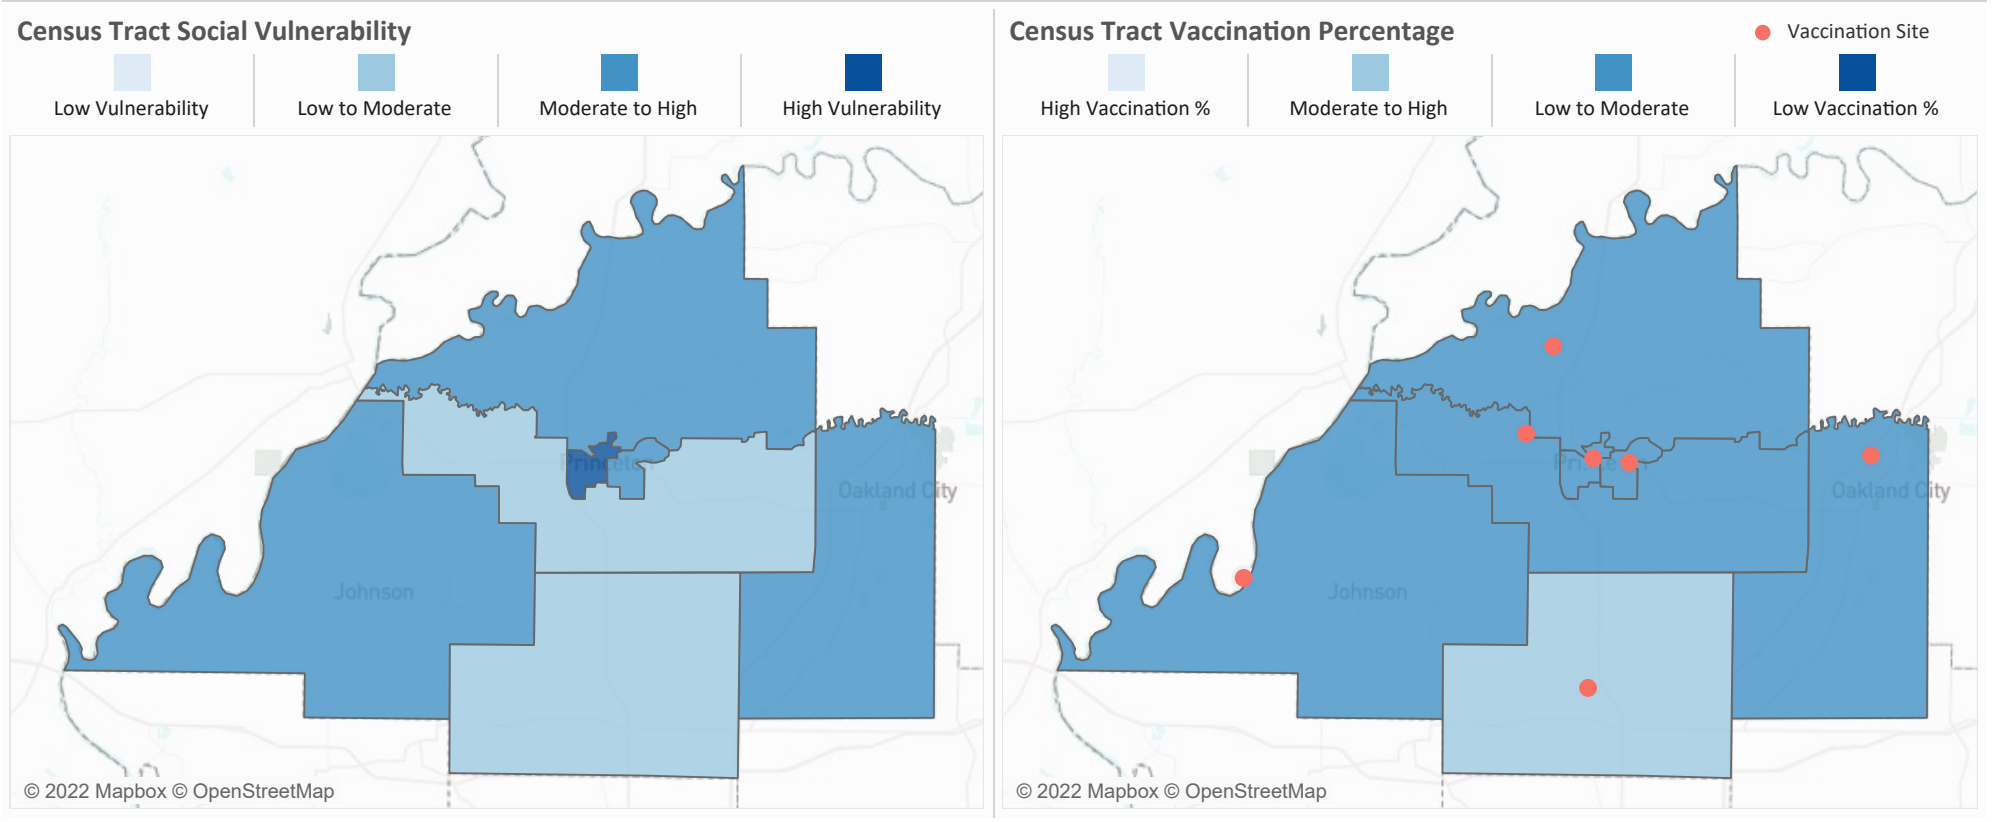 Census Tract Social Vulnerability
Low Vulnerability
Low to Moderate
Moderate to High
High Vulnerability
Princeton
Oakland City
Johnson
© 2022 Mapbox © OpenStreetMap
Census Tract Vaccination Percentage
Vaccination Site
High Vaccination %
Moderate to High
Low to Moderate
Low Vaccination %
Princeton
Oakland City
Johnson
© 2022 Mapbox © OpenStreetMap